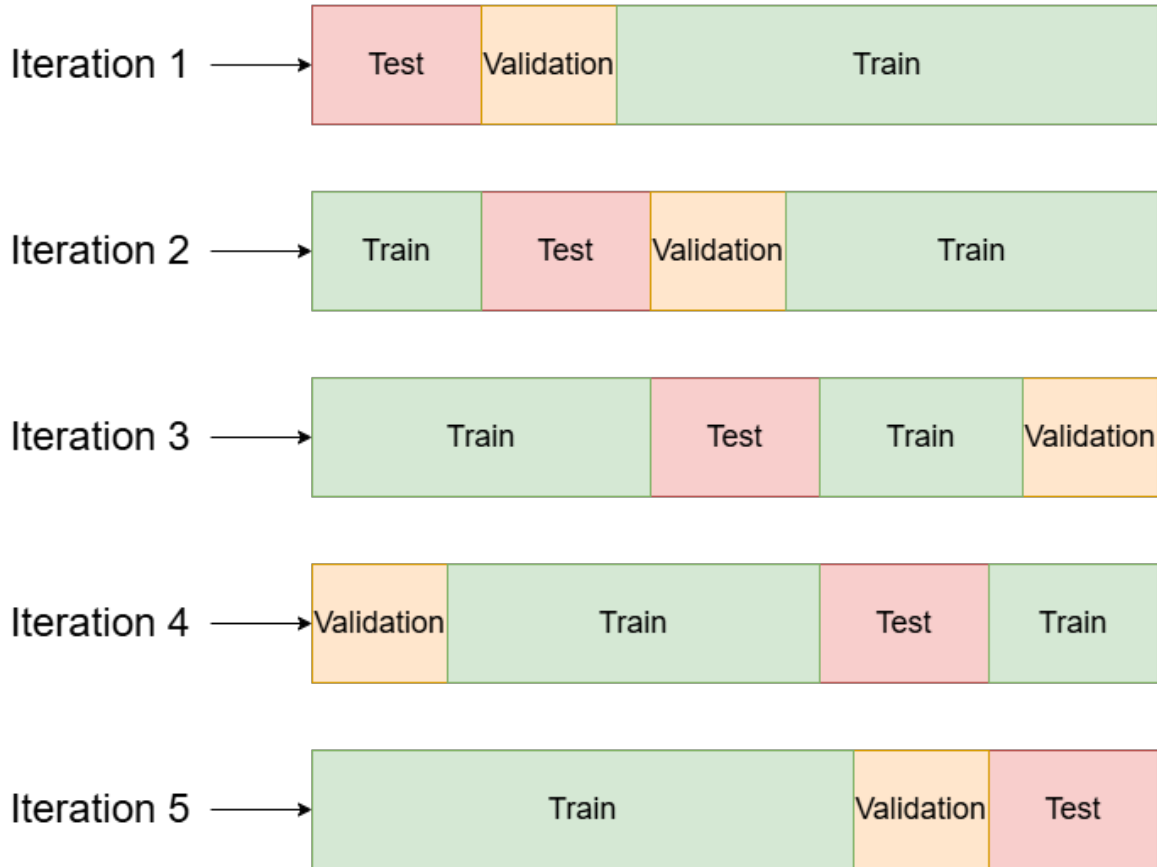 Iteration 1 Test Validation Train
Iteration 2 Train Test Validation Train
Iteration 3 Train Test Train Validation
Iteration 4 Validation Train Test Train
Iteration 5 Train Validation Test